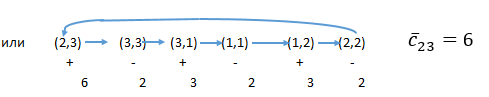 или (2,3) (3,3) (3,1) (1,1) (1,2) (2,2) c̄₂₃ = 6
+ - + - + -
6 2 3 2 3 2